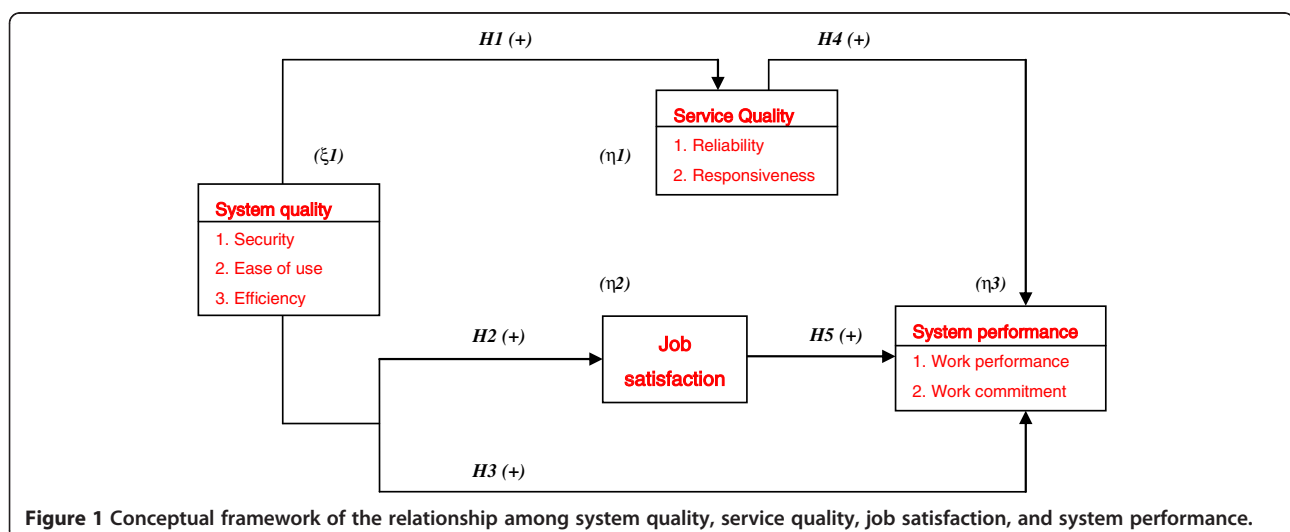 H1 (+)
H4 (+)
Service Quality
1. Reliability
2. Responsiveness
(ξ1)
(η1)
System quality
1. Security
2. Ease of use
3. Efficiency
(η2)
(η3)
H2 (+)
Job
satisfaction
H5 (+)
System performance
1. Work performance
2. Work commitment
H3 (+)
Figure 1 Conceptual framework of the relationship among system quality, service quality, job satisfaction, and system performance.